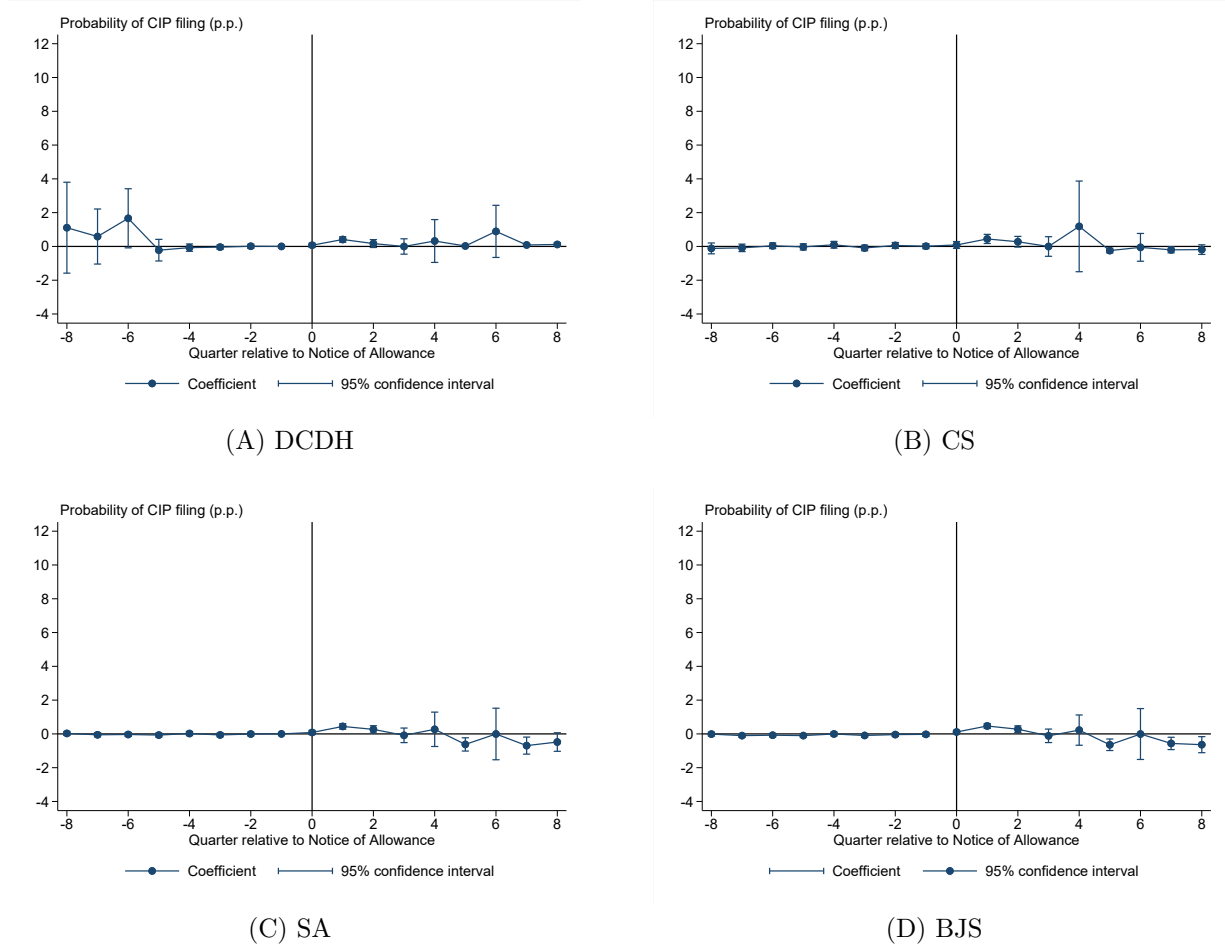 Probability of CIP filing (p.p.)
12
10
8
6
4
2
0
-2
-4
-8 -6 -4 -2 0 2 4 6 8
Quarter relative to Notice of Allowance
Coefficient 95% confidence interval
(A) DCDH
Probability of CIP filing (p.p.)
12
10
8
6
4
2
0
-2
-4
-8 -6 -4 -2 0 2 4 6 8
Quarter relative to Notice of Allowance
Coefficient 95% confidence interval
(B) CS
Probability of CIP filing (p.p.)
12
10
8
6
4
2
0
-2
-4
-8 -6 -4 -2 0 2 4 6 8
Quarter relative to Notice of Allowance
Coefficient 95% confidence interval
(C) SA
Probability of CIP filing (p.p.)
12
10
8
6
4
2
0
-2
-4
-8 -6 -4 -2 0 2 4 6 8
Quarter relative to Notice of Allowance
Coefficient 95% confidence interval
(D) BJS